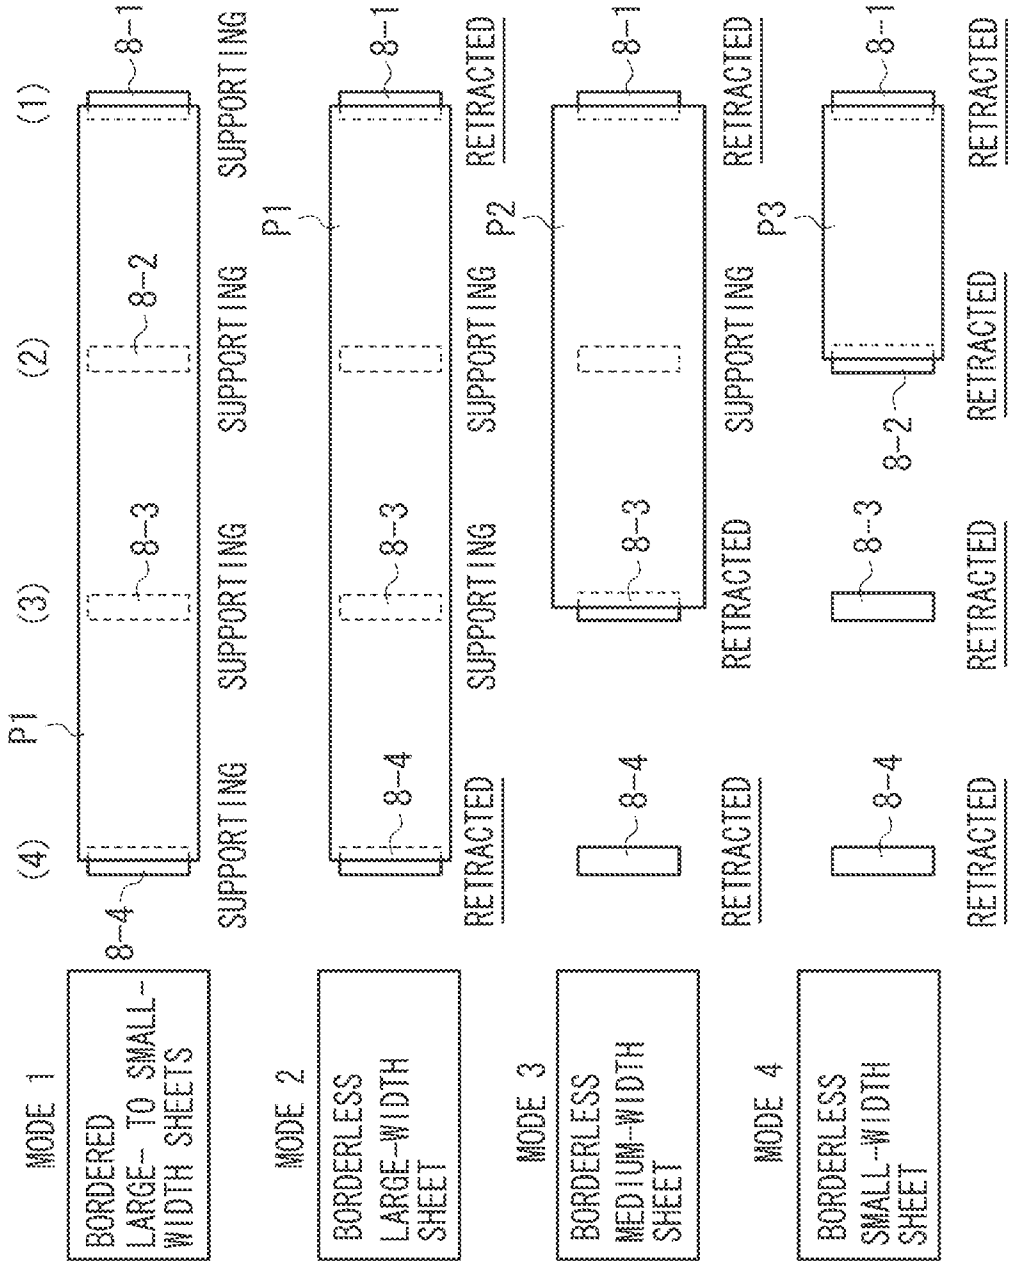 (4) (3) (2) (1)
MODE 1
BORDERED
LARGE- TO SMALL-
WIDTH SHEETS
P1
8-4 8-3 8-2 8-1
SUPPORTING SUPPORTING SUPPORTING SUPPORTING
MODE 2
BORDERLESS
LARGE-WIDTH
SHEET
P1
8-4 8-3 8-1
RETRACTED SUPPORTING SUPPORTING RETRACTED
MODE 3
BORDERLESS
MEDIUM-WIDTH
SHEET
P2
8-4 8-3 8-1
RETRACTED RETRACTED SUPPORTING RETRACTED
MODE 4
BORDERLESS
SMALL-WIDTH
SHEET
P3
8-4 8-3 8-2 8-1
RETRACTED RETRACTED RETRACTED RETRACTED